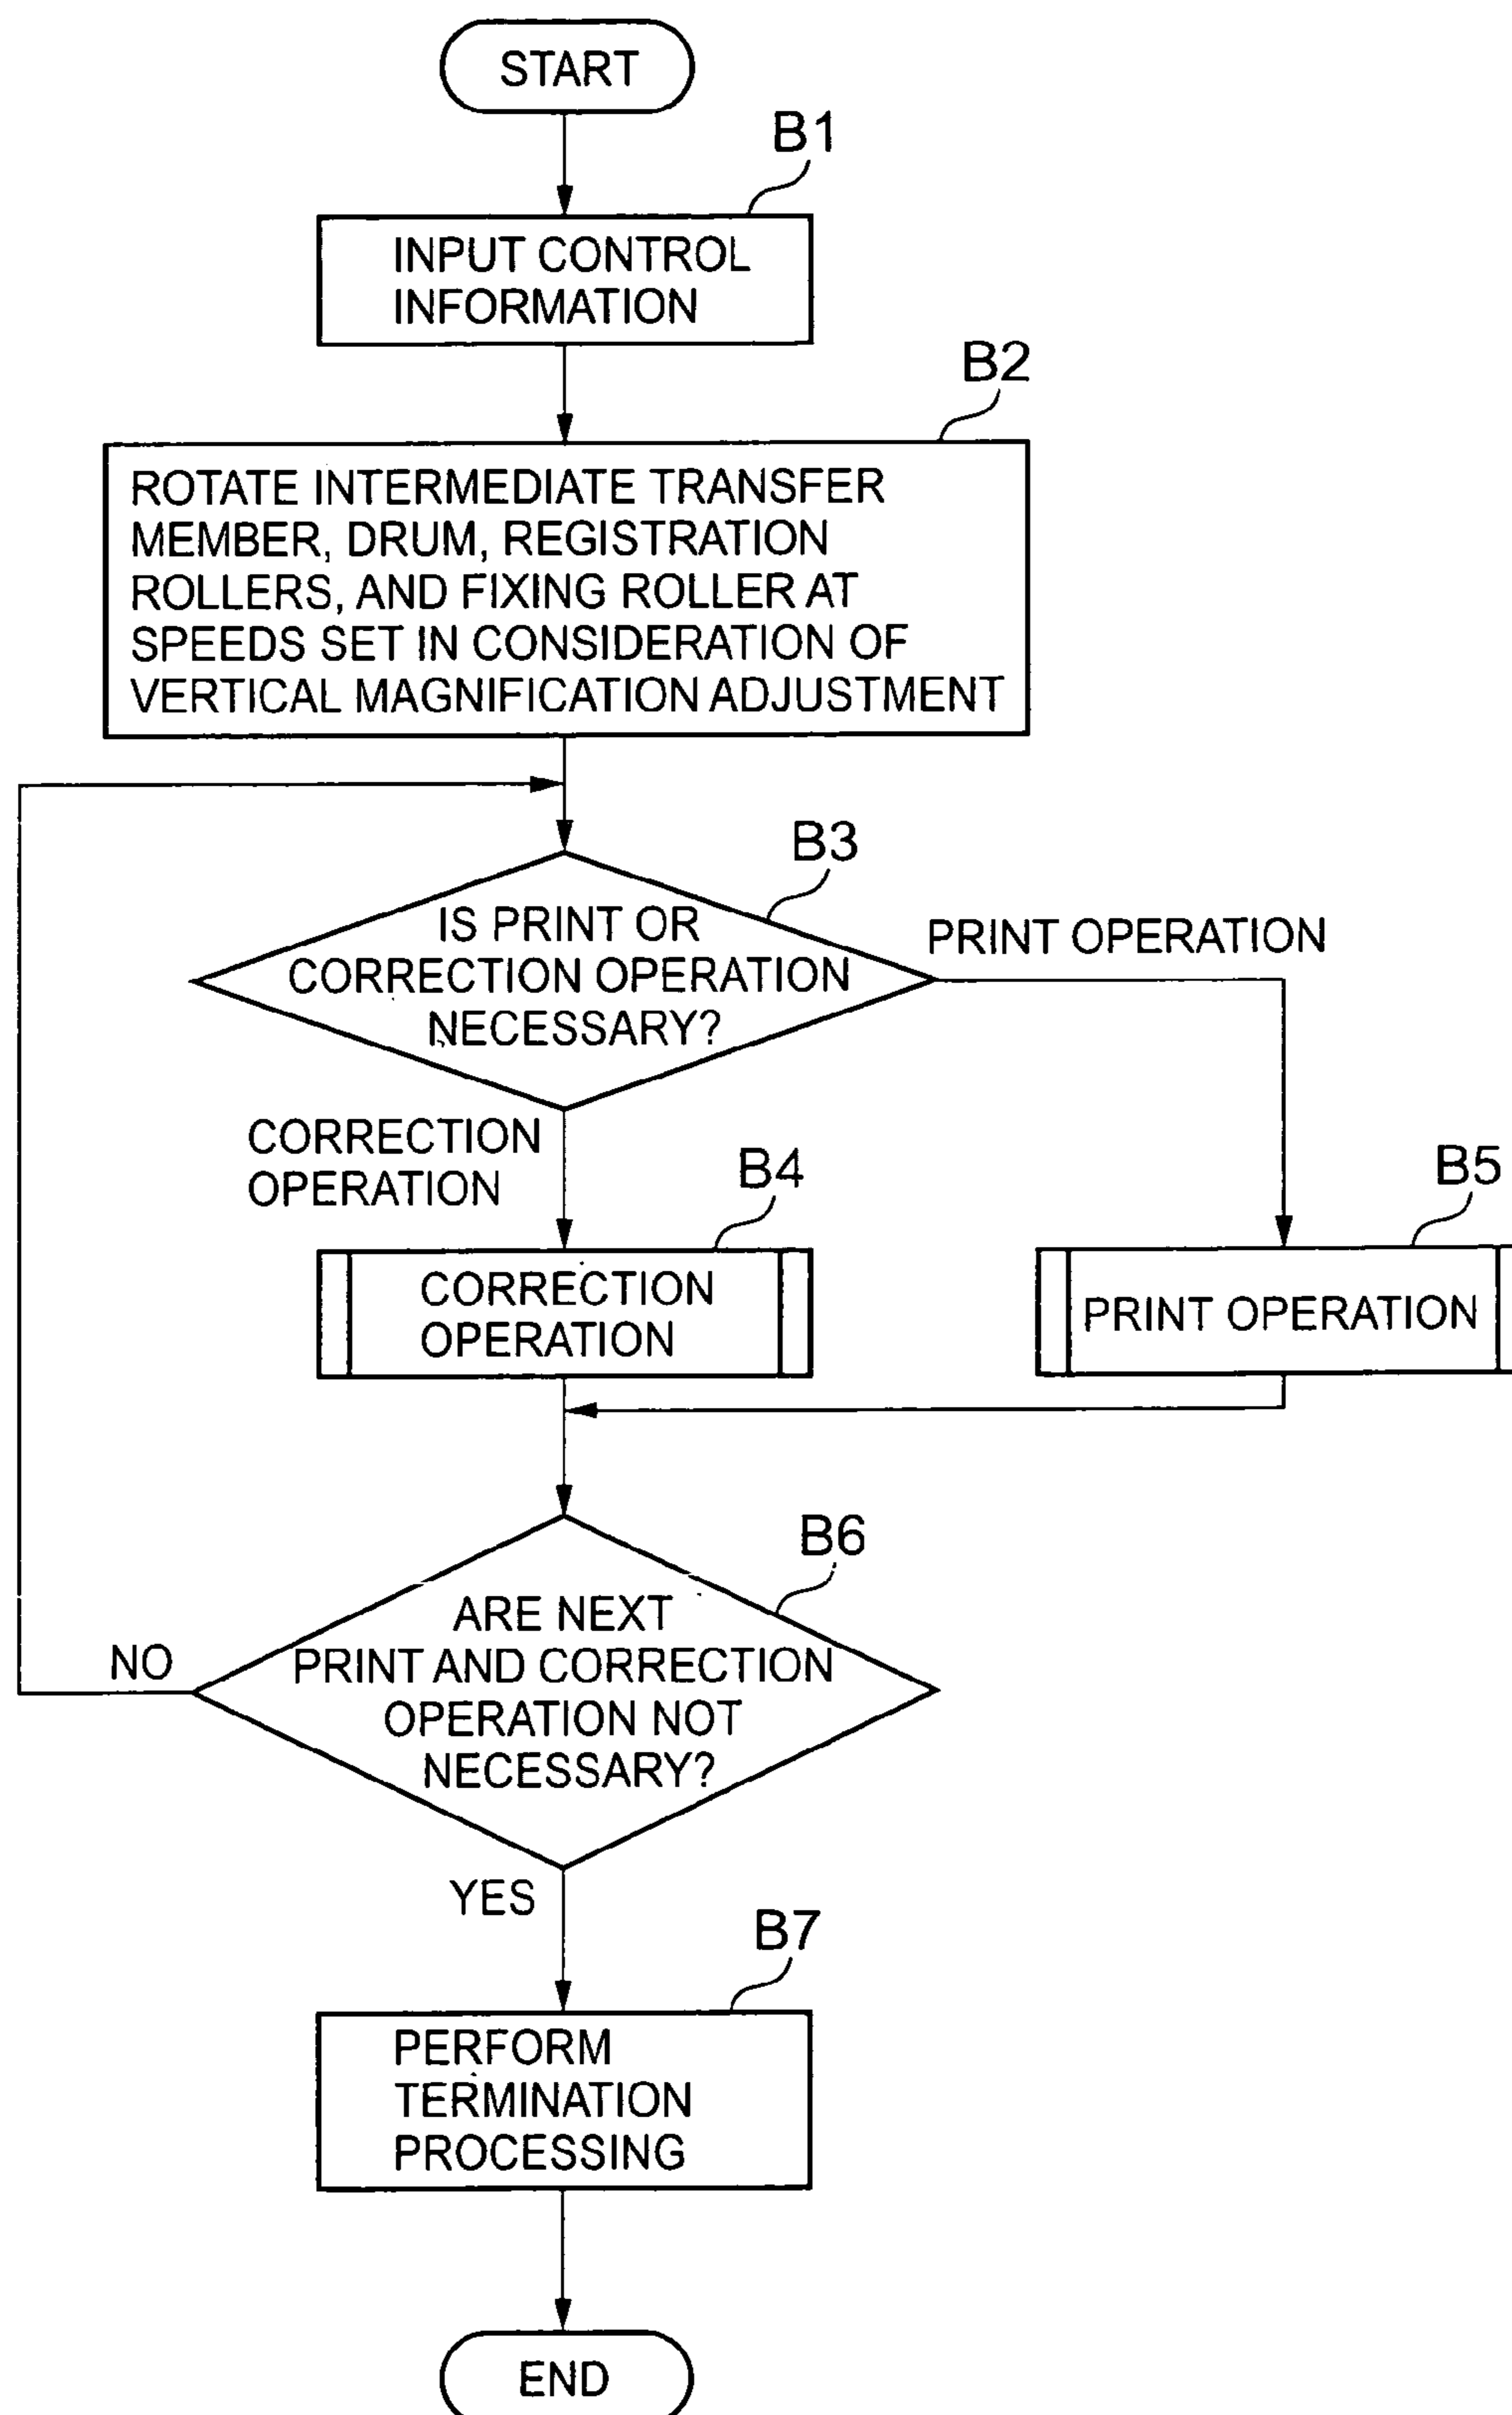 START
B1
INPUT CONTROL
INFORMATION
B2
ROTATE INTERMEDIATE TRANSFER
MEMBER, DRUM, REGISTRATION
ROLLERS, AND FIXING ROLLER AT
SPEEDS SET IN CONSIDERATION OF
VERTICAL MAGNIFICATION ADJUSTMENT
B3
IS PRINT OR
CORRECTION OPERATION
NECESSARY?
PRINT OPERATION
CORRECTION
OPERATION
B4
CORRECTION
OPERATION
B5
PRINT OPERATION
B6
ARE NEXT
PRINT AND CORRECTION
OPERATION NOT
NECESSARY?
NO
YES
B7
PERFORM
TERMINATION
PROCESSING
END